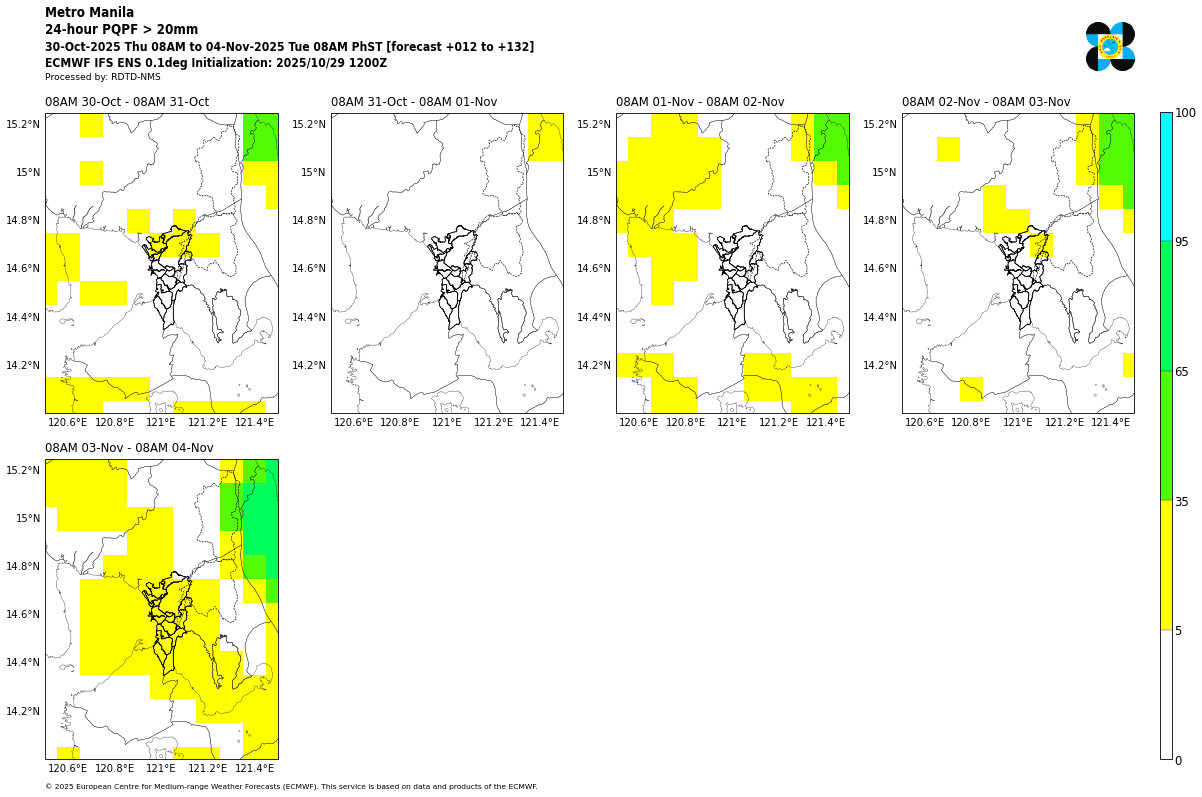 Metro Manila
24-hour PQPF > 20mm
30-Oct-2025 Thu 08AM to 04-Nov-2025 Tue 08AM PhST [forecast +012 to +132]
ECMWF IFS ENS 0.1deg Initialization: 2025/10/29 1200Z
Processed by: RDTD-NMS
08AM 30-Oct - 08AM 31-Oct
08AM 31-Oct - 08AM 01-Nov
08AM 01-Nov - 08AM 02-Nov
08AM 02-Nov - 08AM 03-Nov
15.2°N 15.2°N 15.2°N 15.2°N
15°N 15°N 15°N 15°N
14.8°N 14.8°N 14.8°N 14.8°N
14.6°N 14.6°N 14.6°N 14.6°N
14.4°N 14.4°N 14.4°N 14.4°N
14.2°N 14.2°N 14.2°N 14.2°N
120.6°E 120.8°E 121°E 121.2°E 121.4°E
120.6°E 120.8°E 121°E 121.2°E 121.4°E
120.6°E 120.8°E 121°E 121.2°E 121.4°E
120.6°E 120.8°E 121°E 121.2°E 121.4°E
08AM 03-Nov - 08AM 04-Nov
15.2°N
15°N
14.8°N
14.6°N
14.4°N
14.2°N
120.6°E 120.8°E 121°E 121.2°E 121.4°E
100
95
65
35
5
0
© 2025 European Centre for Medium-range Weather Forecasts (ECMWF). This service is based on data and products of the ECMWF.